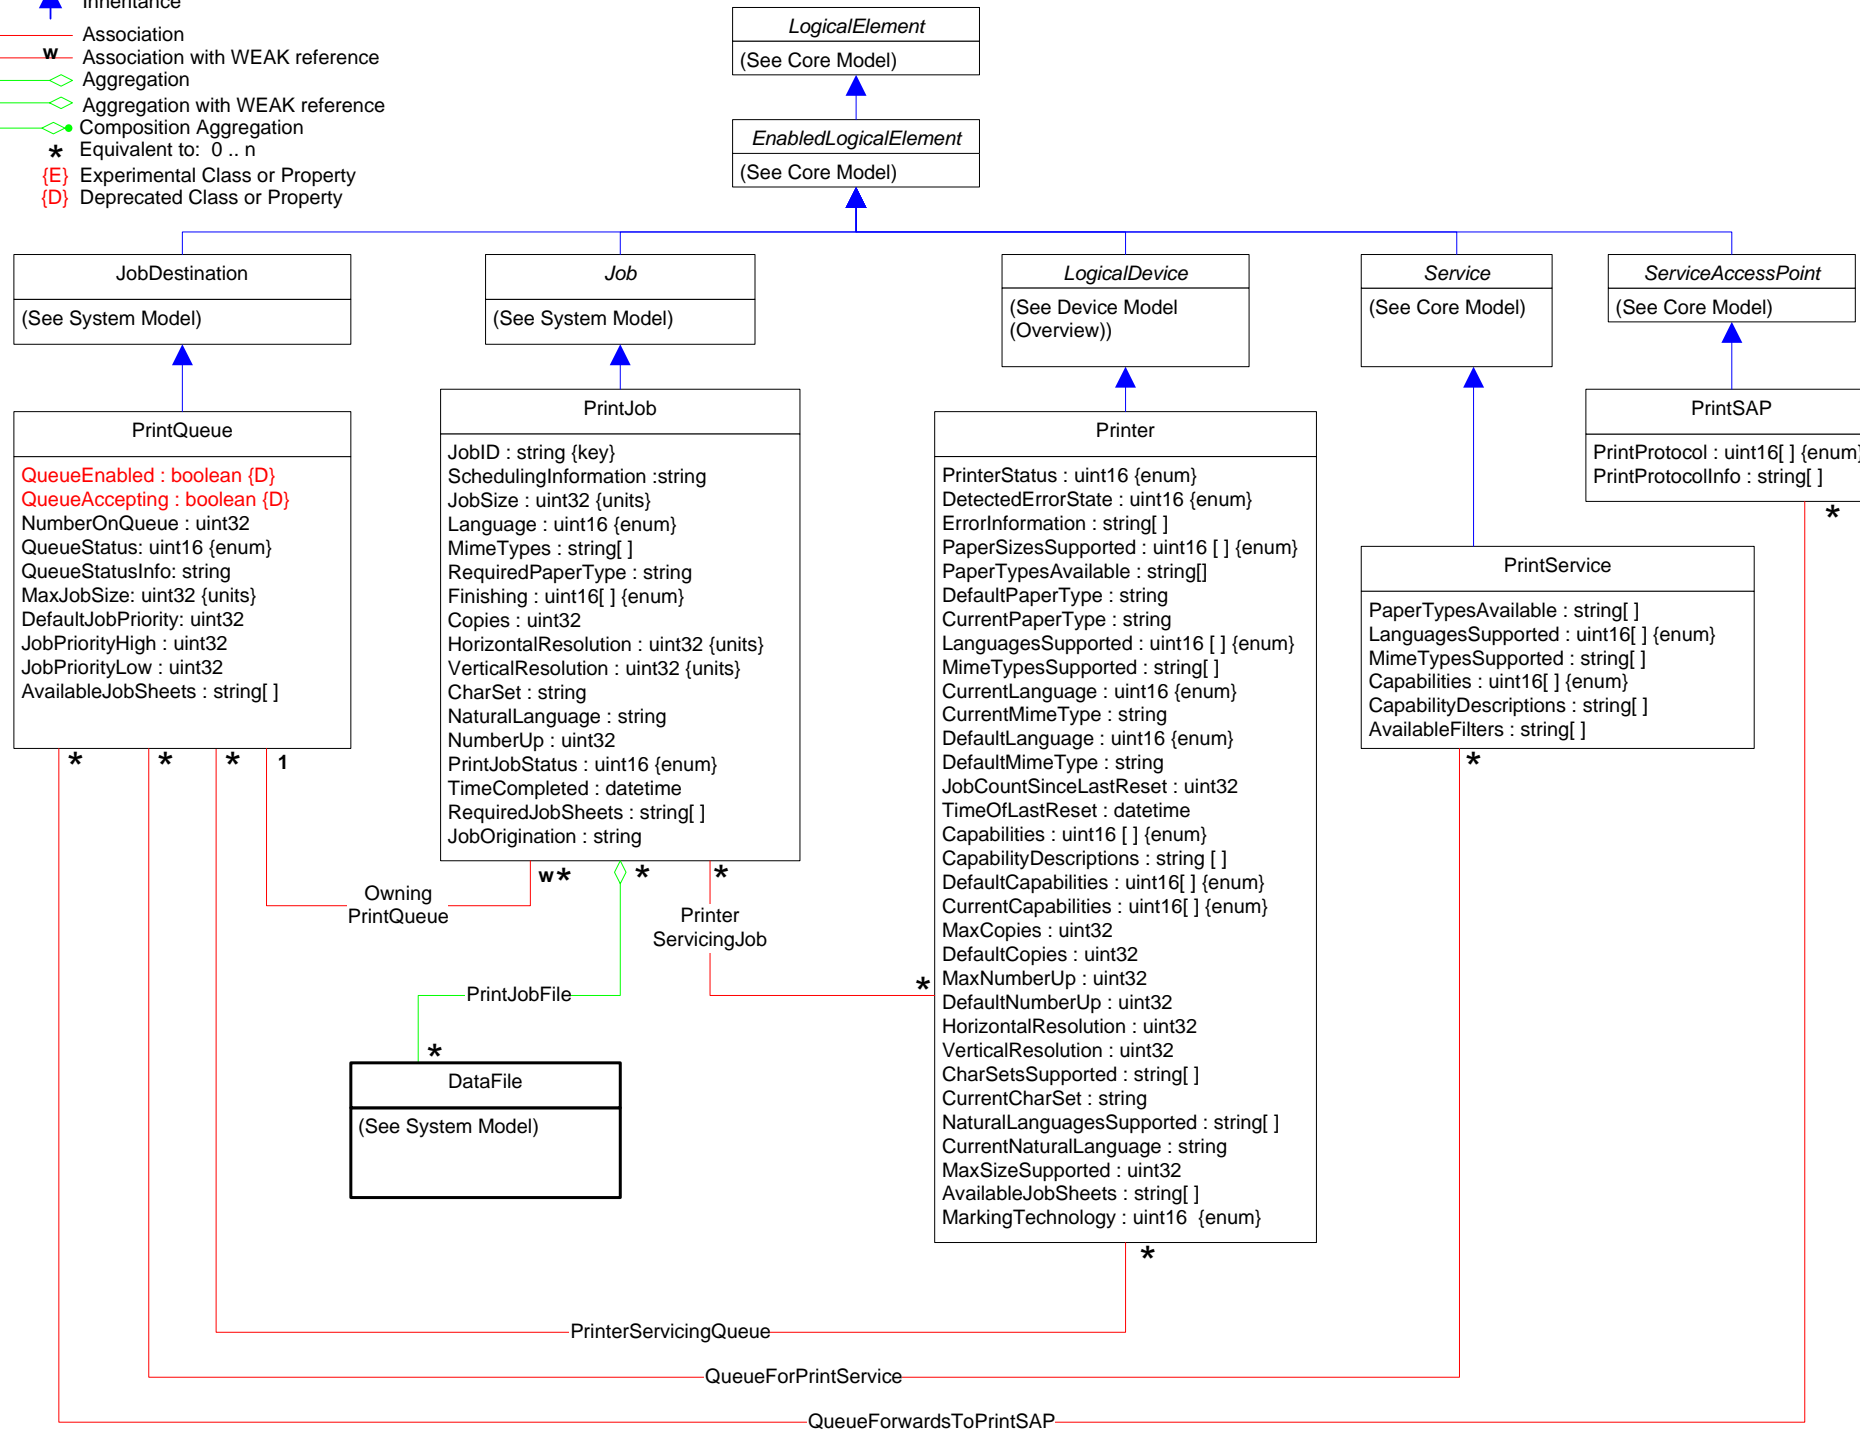 Inheritance
Association
w
Association with WEAK reference
Aggregation
Aggregation with WEAK reference
Composition Aggregation
* Equivalent to: 0 .. n
{E} Experimental Class or Property
{D} Deprecated Class or Property
LogicalElement
(See Core Model)
EnabledLogicalElement
(See Core Model)
JobDestination
(See System Model)
Job
(See System Model)
LogicalDevice
(See Device Model
(Overview))
Service
(See Core Model)
ServiceAccessPoint
(See Core Model)
PrintQueue
QueueEnabled : boolean {D}
QueueAccepting : boolean {D}
NumberOnQueue : uint32
QueueStatus: uint16 {enum}
QueueStatusInfo: string
MaxJobSize: uint32 {units}
DefaultJobPriority: uint32
JobPriorityHigh : uint32
JobPriorityLow : uint32
AvailableJobSheets : string[ ]
* * * 1
PrintJob
JobID : string {key}
SchedulingInformation :string
JobSize : uint32 {units}
Language : uint16 {enum}
MimeTypes : string[ ]
RequiredPaperType : string
Finishing : uint16[ ] {enum}
Copies : uint32
HorizontalResolution : uint32 {units}
VerticalResolution : uint32 {units}
CharSet : string
NaturalLanguage : string
NumberUp : uint32
PrintJobStatus : uint16 {enum}
TimeCompleted : datetime
RequiredJobSheets : string[ ]
JobOrigination : string
w* * *
Printer
PrinterStatus : uint16 {enum}
DetectedErrorState : uint16 {enum}
ErrorInformation : string[ ]
PaperSizesSupported : uint16 [ ] {enum}
PaperTypesAvailable : string[]
DefaultPaperType : string
CurrentPaperType : string
LanguagesSupported : uint16 [ ] {enum}
MimeTypesSupported : string[ ]
CurrentLanguage : uint16 {enum}
CurrentMimeType : string
DefaultLanguage : uint16 {enum}
DefaultMimeType : string
JobCountSinceLastReset : uint32
TimeOfLastReset : datetime
Capabilities : uint16 [ ] {enum}
CapabilityDescriptions : string [ ]
DefaultCapabilities : uint16[ ] {enum}
CurrentCapabilities : uint16[ ] {enum}
MaxCopies : uint32
DefaultCopies : uint32
MaxNumberUp : uint32
DefaultNumberUp : uint32
HorizontalResolution : uint32
VerticalResolution : uint32
CharSetsSupported : string[ ]
CurrentCharSet : string
NaturalLanguagesSupported : string[ ]
CurrentNaturalLanguage : string
MaxSizeSupported : uint32
AvailableJobSheets : string[ ]
MarkingTechnology : uint16 {enum}
*
PrintSAP
PrintProtocol : uint16[ ] {enum}
PrintProtocolInfo : string[ ]
*
PrintService
PaperTypesAvailable : string[ ]
LanguagesSupported : uint16[ ] {enum}
MimeTypesSupported : string[ ]
Capabilities : uint16[ ] {enum}
CapabilityDescriptions : string[ ]
AvailableFilters : string[ ]
*
Owning
PrintQueue
Printer
ServicingJob
*
PrintJobFile
*
DataFile
(See System Model)
PrinterServicingQueue
QueueForPrintService
QueueForwardsToPrintSAP